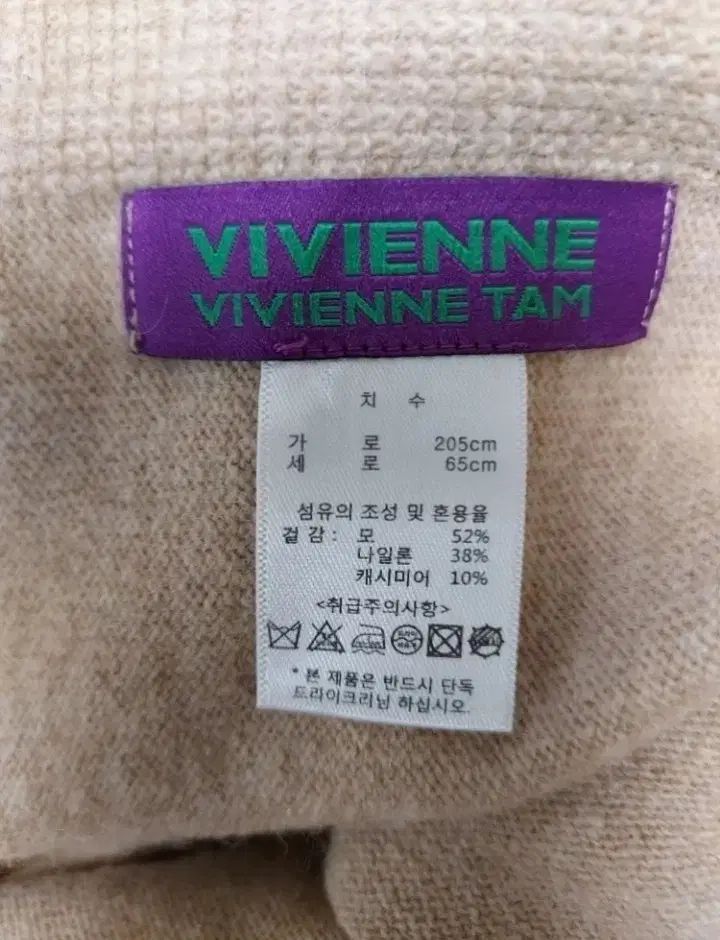 VIVIENNE
VIVIENNE TAM
치 수
가 로 205cm
세 로 65cm
섬유의 조성 및 혼용율
겉 감 : 모 52%
나일론 38%
캐시미어 10%
<취급주의사항>
* 본 제품은 반드시 단독
드라이크리닝 하십시오.